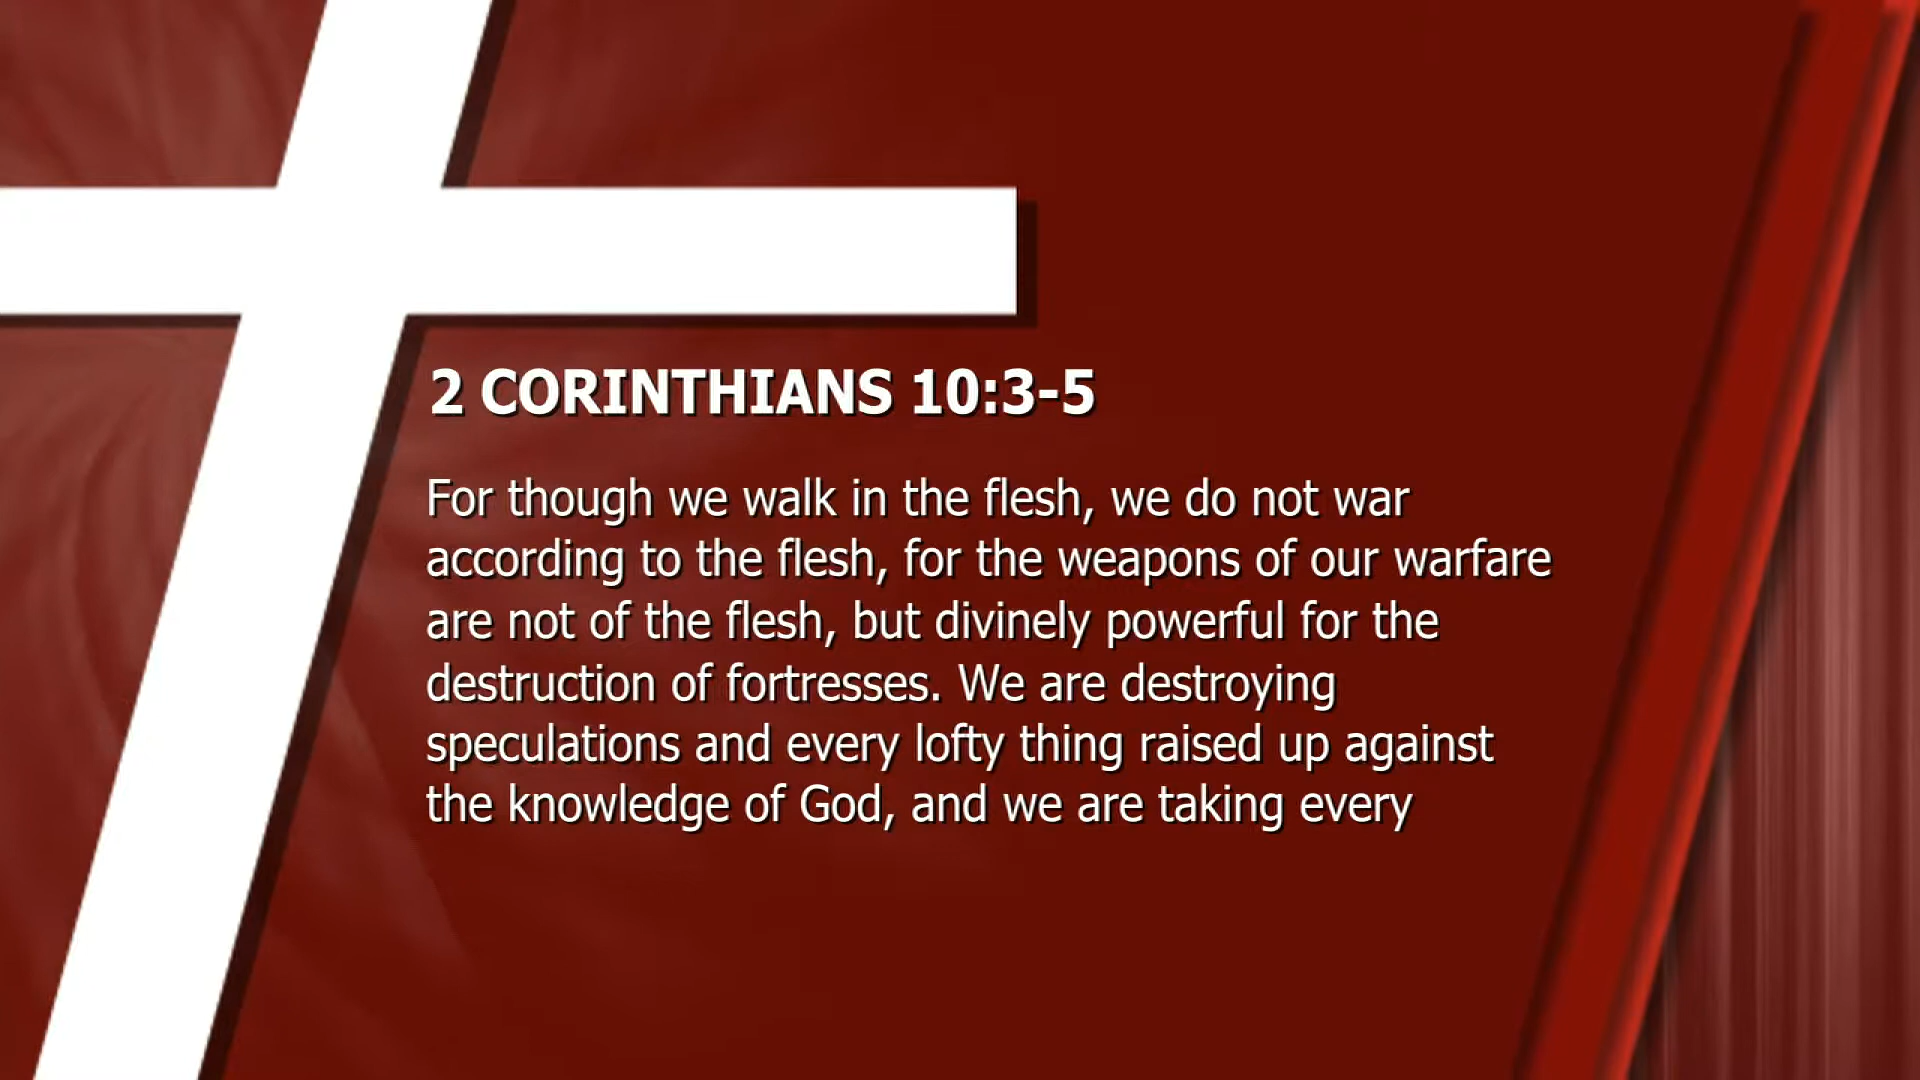 2 CORINTHIANS 10:3-5
For though we walk in the flesh, we do not war
according to the flesh, for the weapons of our warfare
are not of the flesh, but divinely powerful for the
destruction of fortresses. We are destroying
speculations and every lofty thing raised up against
the knowledge of God, and we are taking every